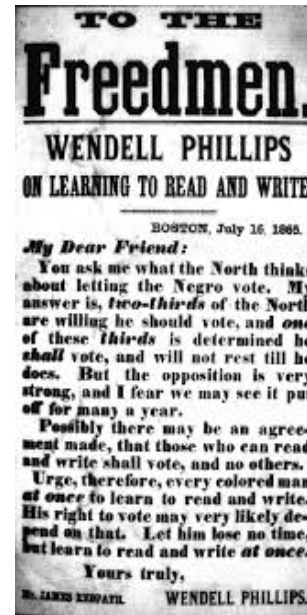 TO THE
Freedmen.
WENDELL PHILLIPS
ON LEARNING TO READ AND WRITE
BOSTON, July 16, 1865.
My Dear Friend:
You ask me what the North think
about letting the Negro vote. My
answer is, two-thirds of the North
are willing he should vote, and one
of these thirds is determined he
shall vote, and will not rest till he
does. But the opposition is very
strong, and I fear we may see it put
off for many a year.
Possibly there may be an agree-
ment made, that those who can read
and write shall vote, and no others.
Urge, therefore, every colored man
at once to learn to read and write.
His right to vote may very likely de-
pend on that. Let him lose no time,
but learn to read and write at once.
Yours truly,
Mr. JAMES REDPATH. WENDELL PHILLIPS.